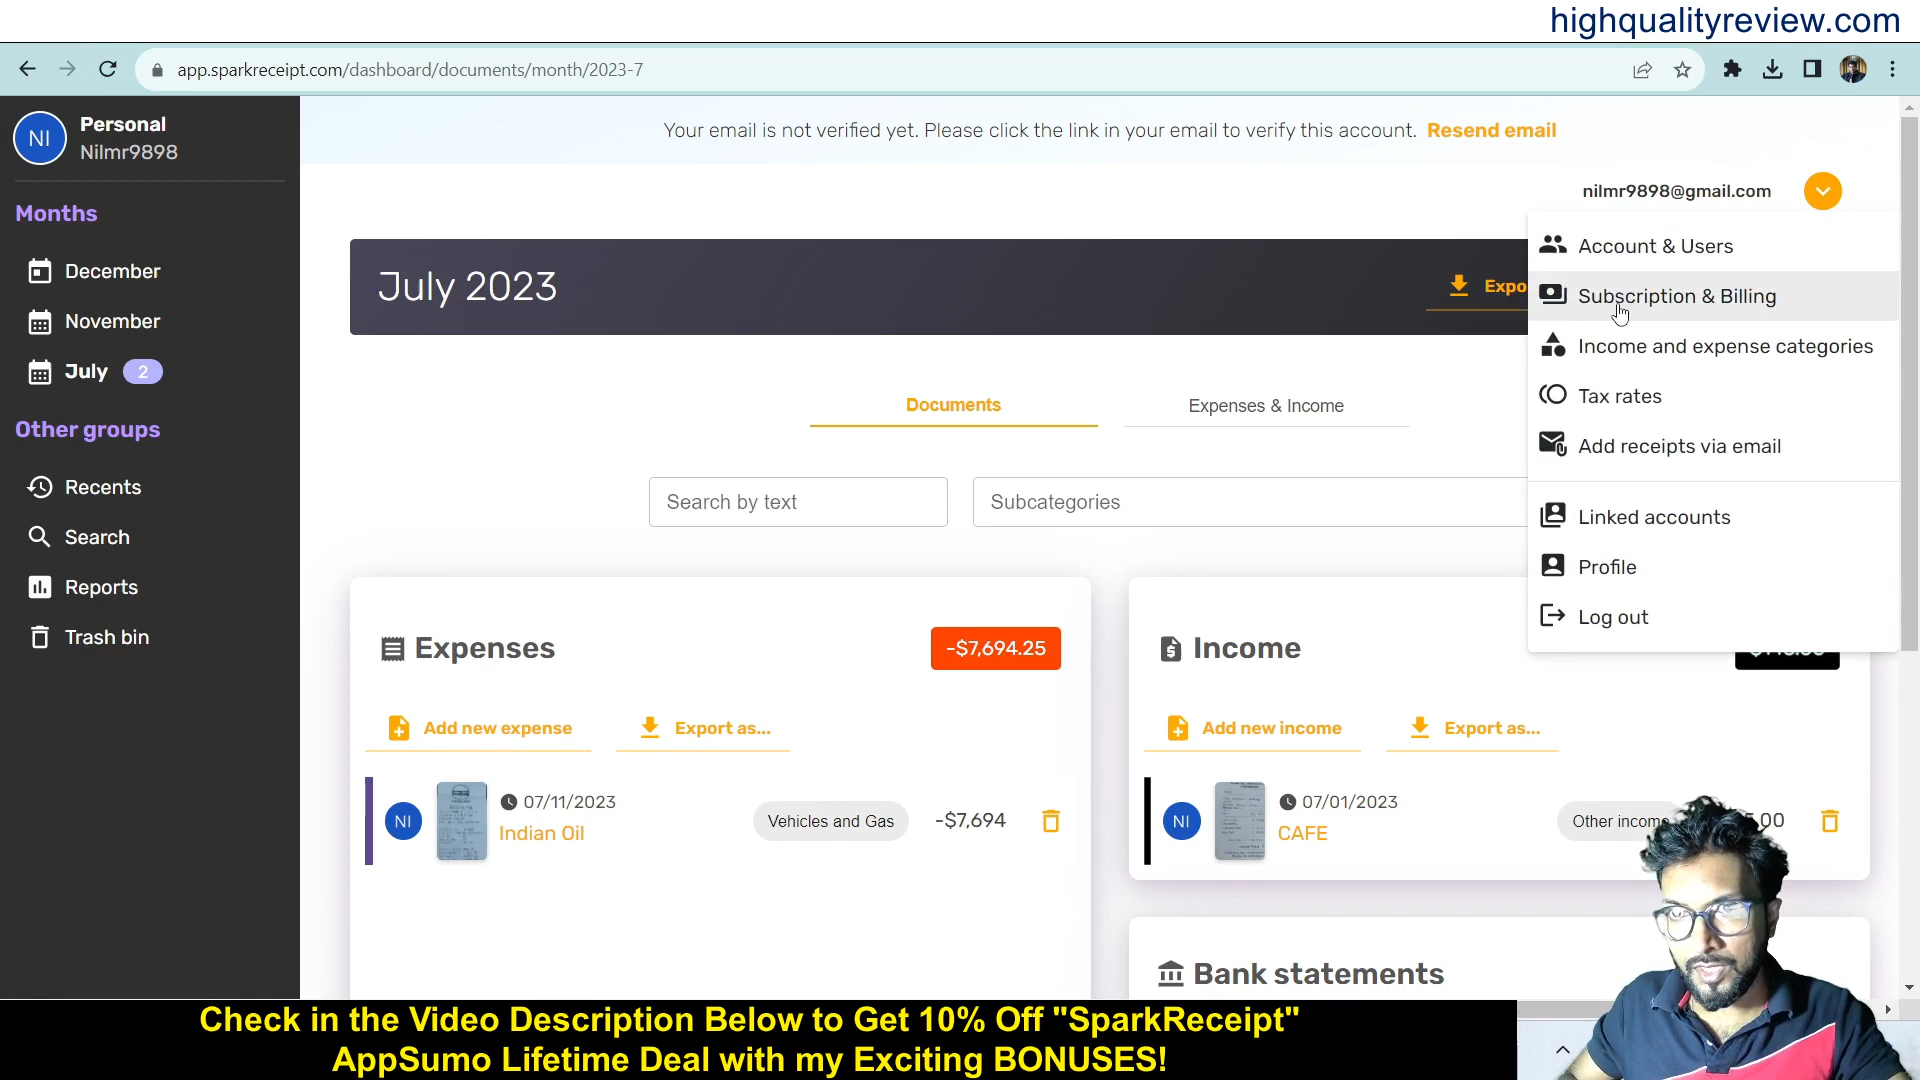 highqualityreview.com
app.sparkreceipt.com/dashboard/documents/month/2023-7
NI
Personal
Nilmr9898
Your email is not verified yet. Please click the link in your email to verify this account. Resend email
nilmr9898@gmail.com
Months
December
November
July 2
Other groups
Recents
Search
Reports
Trash bin
July 2023
Expo
Account & Users
Subscription & Billing
Income and expense categories
Tax rates
Add receipts via email
Linked accounts
Profile
Log out
Documents
Expenses & Income
Search by text
Subcategories
Expenses
-$7,694.25
Add new expense
Export as...
NI
07/11/2023
Indian Oil
Vehicles and Gas
-$7,694
Income
Add new income
Export as...
NI
07/01/2023
CAFE
Other income
.00
Bank statements
Check in the Video Description Below to Get 10% Off "SparkReceipt"
AppSumo Lifetime Deal with my Exciting BONUSES!